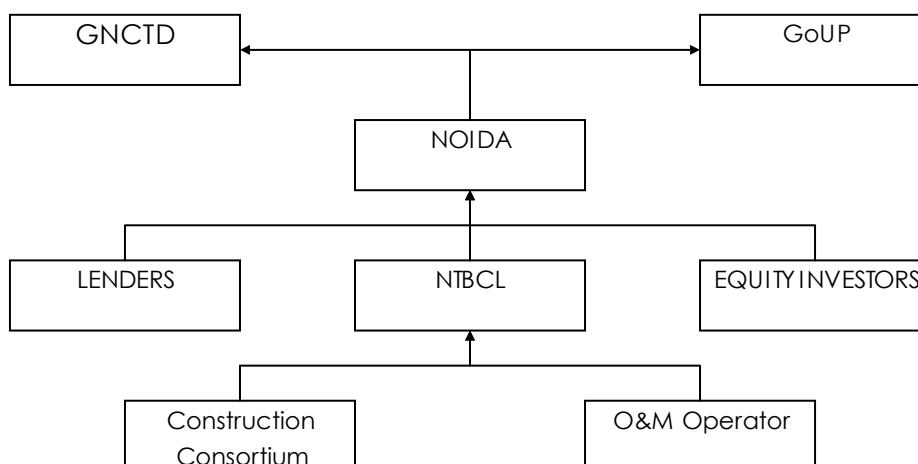 GNCTD
GoUP
NOIDA
LENDERS
NTBCL
EQUITY INVESTORS
Construction
Consortium
O&M Operator